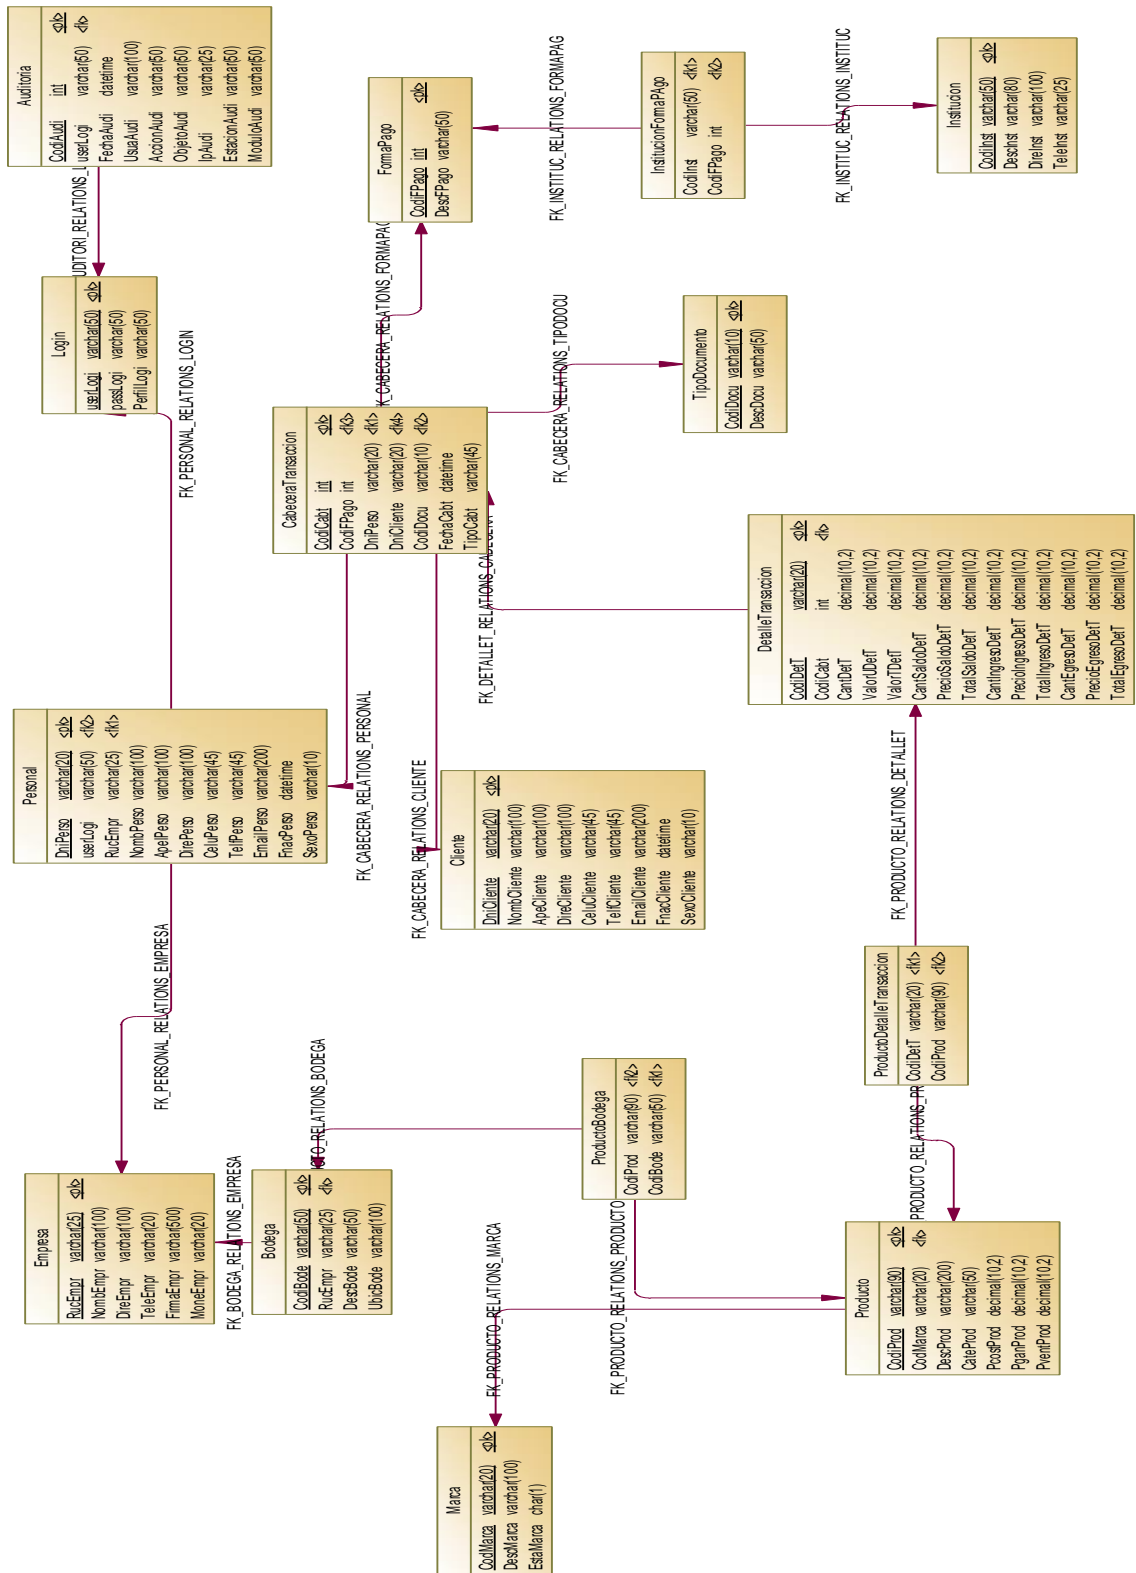 Auditoria
CodiAudi int <pk>
userLogi varchar(50) <fk>
FechaAudi datetime
UsuaAudi varchar(100)
AccionAudi varchar(50)
ObjetoAudi varchar(50)
IpAudi varchar(25)
EstacionAudi varchar(50)
ModuloAudi varchar(50)
UDITORI_RELATIONS_L
Login
userLogi varchar(50) <pk>
passLogi varchar(50)
PerfilLogi varchar(50)
FK_PERSONAL_RELATIONS_LOGIN
Personal
DniPerso varchar(20) <pk>
userLogi varchar(50) <fk2>
RucEmpr varchar(25) <fk1>
NombPerso varchar(100)
ApelPerso varchar(100)
DirePerso varchar(100)
CeluPerso varchar(45)
TelfPerso varchar(45)
EmailPerso varchar(200)
FnacPerso datetime
SexoPerso varchar(10)
FK_PERSONAL_RELATIONS_EMPRESA
Empresa
RucEmpr varchar(25) <pk>
NombEmpr varchar(100)
DireEmpr varchar(100)
TeleEmpr varchar(20)
FirmaEmpr varchar(500)
MoneEmpr varchar(20)
FK_BODEGA_RELATIONS_EMPRESA
Bodega
CodiBode varchar(50) <pk>
RucEmpr varchar(25) <fk>
DescBode varchar(50)
UbicBode varchar(100)
CTO_RELATIONS_BODEGA
FormaPago
CodiFPago int <pk>
DescFPago varchar(50)
FK_INSTITUC_RELATIONS_FORMAPAG
InstitucionFormaPAgo
CodiInst varchar(50) <fk1>
CodiFPago int <fk2>
FK_INSTITUC_RELATIONS_INSTITUC
Institucion
CodiInst varchar(50) <pk>
DescInst varchar(80)
DireInst varchar(100)
TeleInst varchar(25)
K_CABECERA_RELATIONS_FORMAPAG
CabeceraTransaccion
CodiCabt int <pk>
CodiFPago int <fk3>
DniPerso varchar(20) <fk1>
DniCliente varchar(20) <fk4>
CodiDocu varchar(10) <fk2>
FechaCabt datetime
TipoCabt varchar(45)
FK_CABECERA_RELATIONS_TIPODOCU
TipoDocumento
CodiDocu varchar(10) <pk>
DescDocu varchar(50)
FK_CABECERA_RELATIONS_PERSONAL
FK_CABECERA_RELATIONS_CLIENTE
FK_DETALLET_RELATIONS_CABECERA
Cliente
DniCliente varchar(20) <pk>
NombCliente varchar(100)
ApeCliente varchar(100)
DireCliente varchar(100)
CeluCliente varchar(45)
TelfCliente varchar(45)
EmailCliente varchar(200)
FnacCliente datetime
SexoCliente varchar(10)
DetalleTransaccion
CodiDetT varchar(20) <pk>
CodiCabt int <fk>
CantDetT decimal(10,2)
ValorUDetT decimal(10,2)
ValorTDetT decimal(10,2)
CantSaldoDetT decimal(10,2)
PrecioSaldoDetT decimal(10,2)
TotalSaldoDetT decimal(10,2)
CantIngresoDetT decimal(10,2)
PrecioIngresoDetT decimal(10,2)
TotalIngresoDetT decimal(10,2)
CantEgresoDetT decimal(10,2)
PrecioEgresoDetT decimal(10,2)
TotalEgresoDetT decimal(10,2)
FK_PRODUCTO_RELATIONS_DETALLET
ProductoDetalleTransaccion
CodiDetT varchar(20) <fk1>
CodiProd varchar(90) <fk2>
PRODUCTO_RELATIONS_PR
ProductoBodega
CodiProd varchar(90) <fk2>
CodiBode varchar(50) <fk1>
FK_PRODUCTO_RELATIONS_PRODUCTO
Producto
CodiProd varchar(90) <pk>
CodMarca varchar(20) <fk>
DescProd varchar(200)
CateProd varchar(50)
PcostProd decimal(10,2)
PganProd decimal(10,2)
PventProd decimal(10,2)
FK_PRODUCTO_RELATIONS_MARCA
Marca
CodMarca varchar(20) <pk>
DescMarca varchar(100)
EstaMarca char(1)